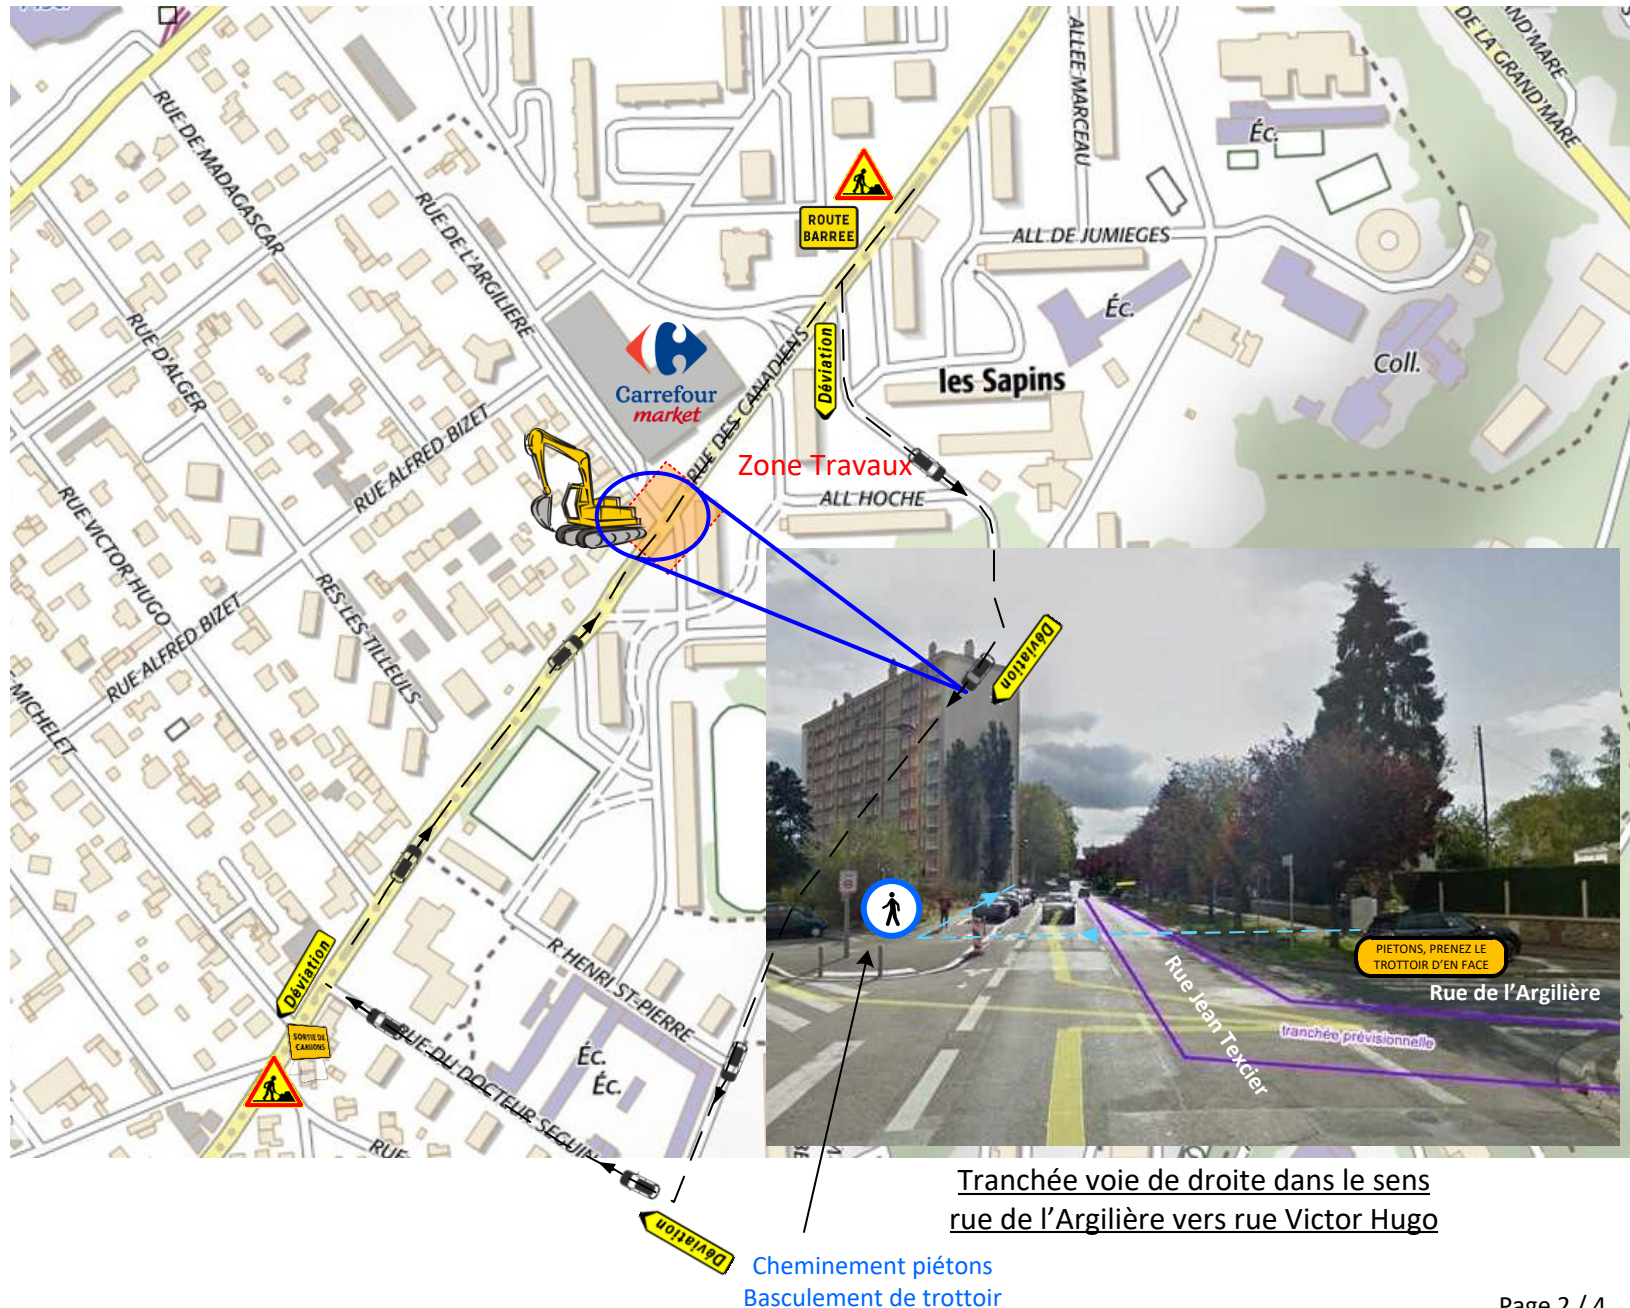 RUE DE MADAGASCAR
RUE DE L'ARGILIERE
RUE D'ALGER
RUE ALFRED BIZET
RUE VICTOR HUGO
RES LES TILLEULS
RUE ALFRED BIZET
MICHELET
ALLEE MARCEAU
DE LA GRAND'MARE
AND'MARE
Éc.
ROUTE
BARREE
ALL DE JUMIEGES
Éc.
Coll.
Déviation
les Sapins
Carrefour
market
RUE DES CANADIENS
Zone Travaux
ALL HOCHE
Déviation
PIETONS, PRENEZ LE
TROTTOIR D'EN FACE
Rue de l'Argilière
Rue Jean Texcier
tranchée prévisionnelle
Déviation
SORTIE DE
CAMIONS
R HENRI ST-PIERRE
RUE DU DOCTEUR SEGUIN
Éc.
Éc.
RUE
Déviation
Tranchée voie de droite dans le sens
rue de l'Argilière vers rue Victor Hugo
Cheminement piétons
Basculement de trottoir
Page 2 / 4